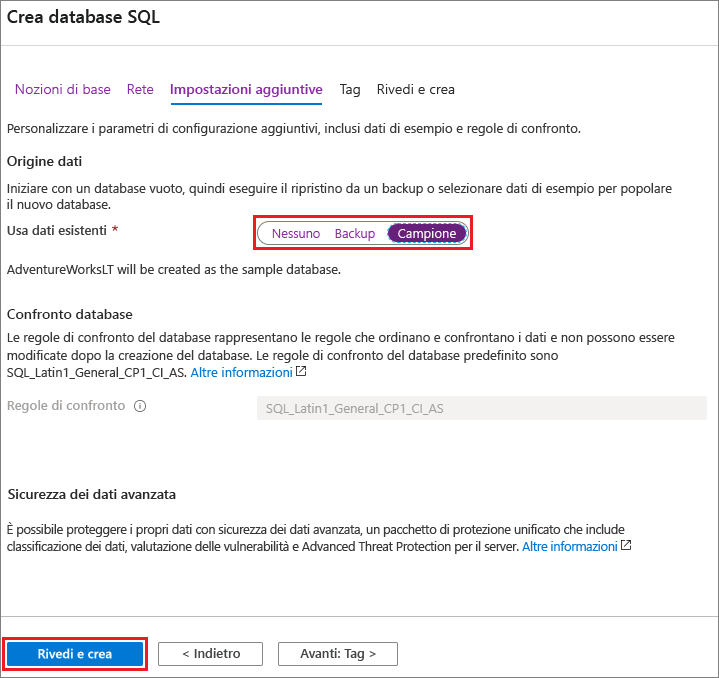 Crea database SQL
Nozioni di base Rete Impostazioni aggiuntive Tag Rivedi e crea
Personalizzare i parametri di configurazione aggiuntivi, inclusi dati di esempio e regole di confronto.
Origine dati
Iniziare con un database vuoto, quindi eseguire il ripristino da un backup o selezionare dati di esempio per popolare
il nuovo database.
Usa dati esistenti * Nessuno Backup Campione
AdventureWorksLT will be created as the sample database.
Confronto database
Le regole di confronto del database rappresentano le regole che ordinano e confrontano i dati e non possono essere
modificate dopo la creazione del database. Le regole di confronto del database predefinito sono
SQL_Latin1_General_CP1_CI_AS. Altre informazioni
Regole di confronto SQL_Latin1_General_CP1_CI_AS
Sicurezza dei dati avanzata
È possibile proteggere i propri dati con sicurezza dei dati avanzata, un pacchetto di protezione unificato che include
classificazione dei dati, valutazione delle vulnerabilità e Advanced Threat Protection per il server. Altre informazioni
Rivedi e crea < Indietro Avanti: Tag >